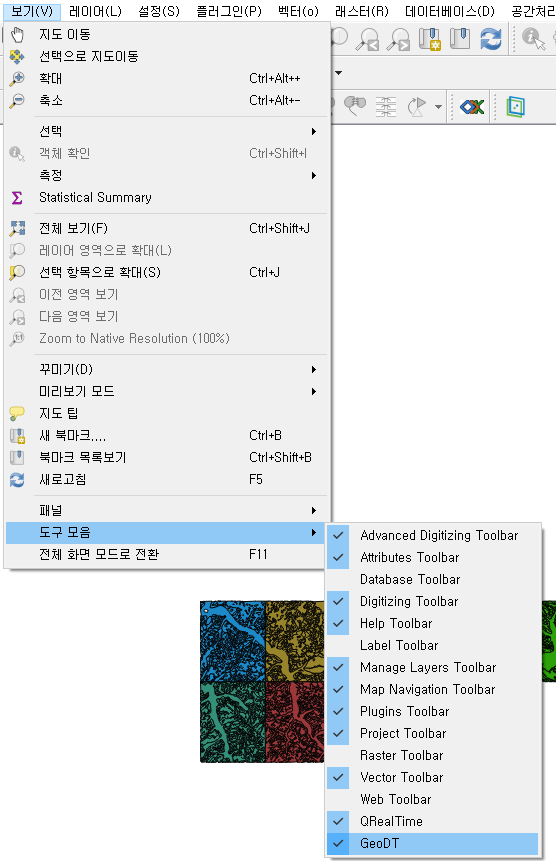 보기(V) 레이어(L) 설정(S) 플러그인(P) 벡터(o) 래스터(R) 데이터베이스(D) 공간처리
지도 이동
선택으로 지도이동
확대 Ctrl+Alt++
축소 Ctrl+Alt+-
선택
객체 확인 Ctrl+Shift+I
측정
Statistical Summary
전체 보기(F) Ctrl+Shift+J
레이어 영역으로 확대(L)
선택 항목으로 확대(S) Ctrl+J
이전 영역 보기
다음 영역 보기
Zoom to Native Resolution (100%)
꾸미기(D)
미리보기 모드
지도 팁
새 북마크.... Ctrl+B
북마크 목록보기 Ctrl+Shift+B
새로고침 F5
패널
도구 모음
전체 화면 모드로 전환 F11
Advanced Digitizing Toolbar
Attributes Toolbar
Database Toolbar
Digitizing Toolbar
Help Toolbar
Label Toolbar
Manage Layers Toolbar
Map Navigation Toolbar
Plugins Toolbar
Project Toolbar
Raster Toolbar
Vector Toolbar
Web Toolbar
QRealTime
GeoDT